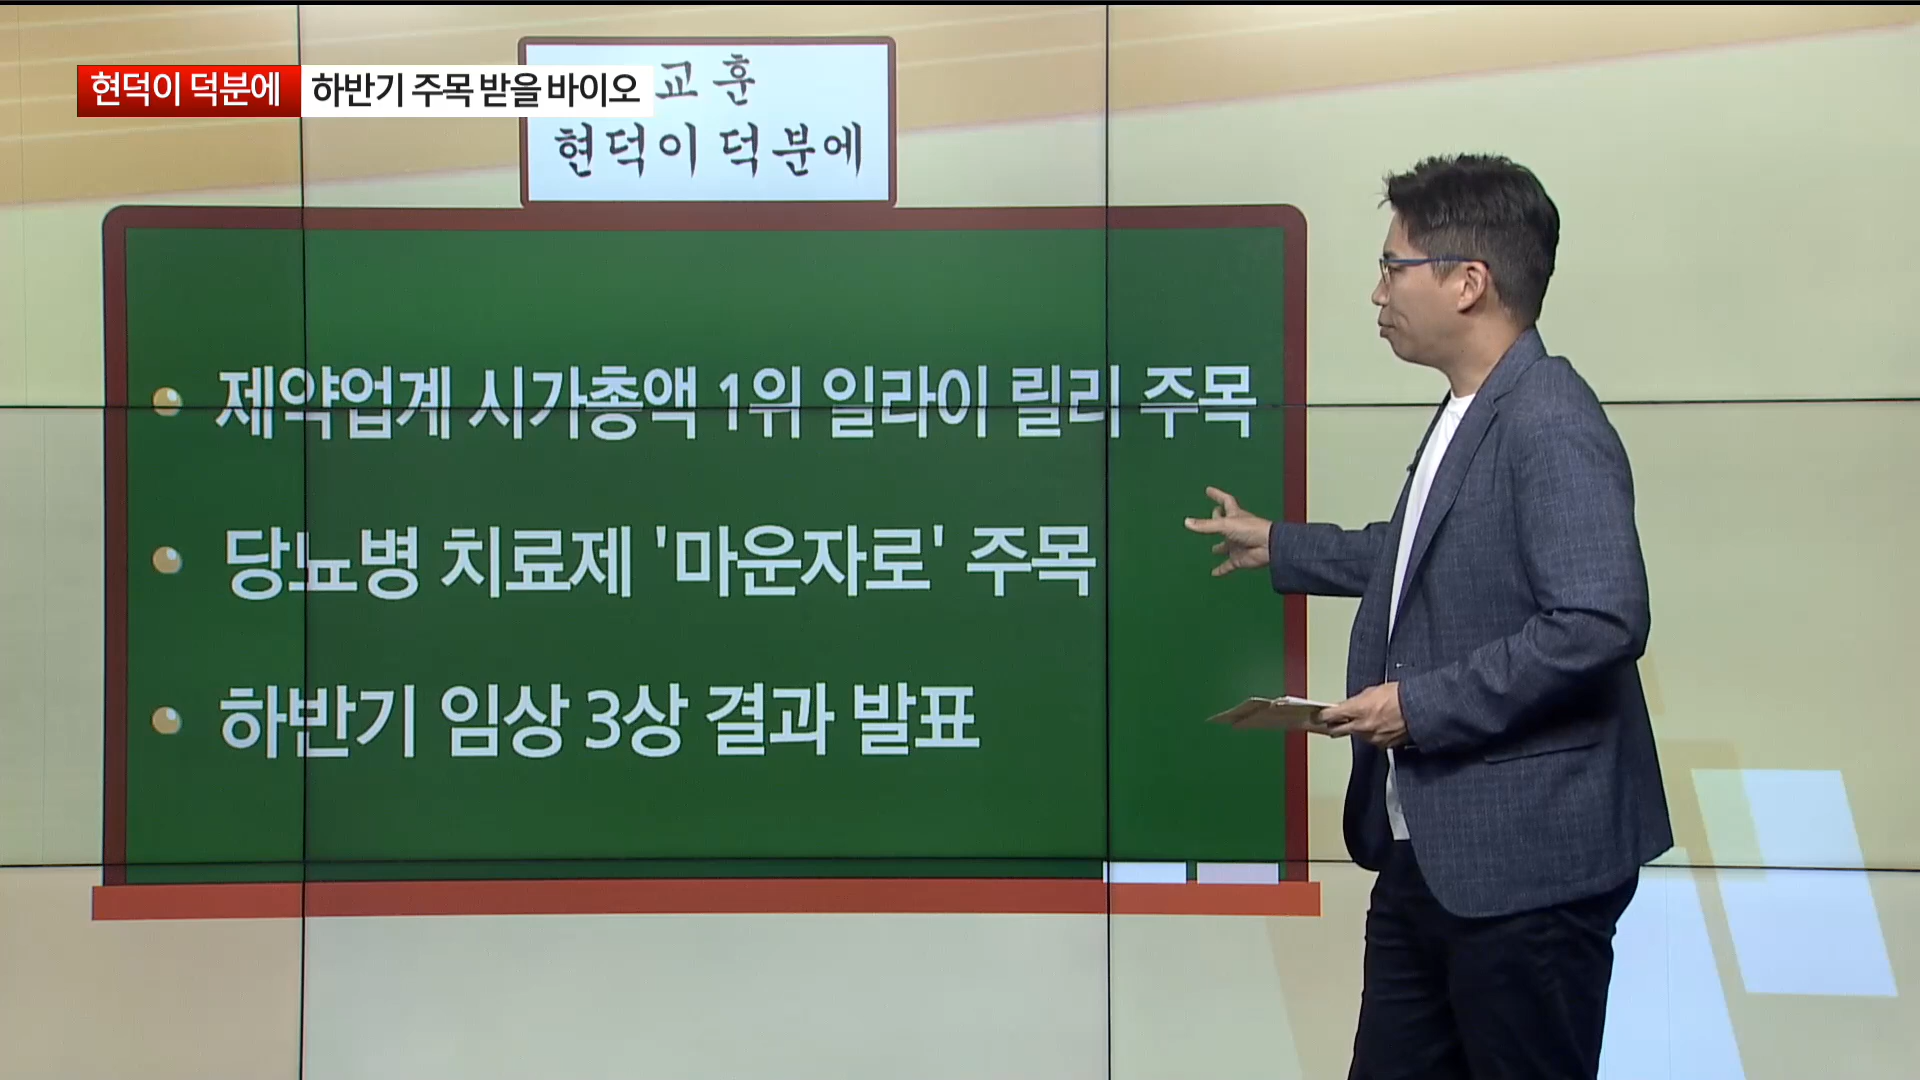 현덕이 덕분에 하반기 주목 받을 바이오
교훈
현덕이 덕분에
제약업계 시가총액 1위 일라이 릴리 주목
당뇨병 치료제 '마운자로' 주목
하반기 임상 3상 결과 발표